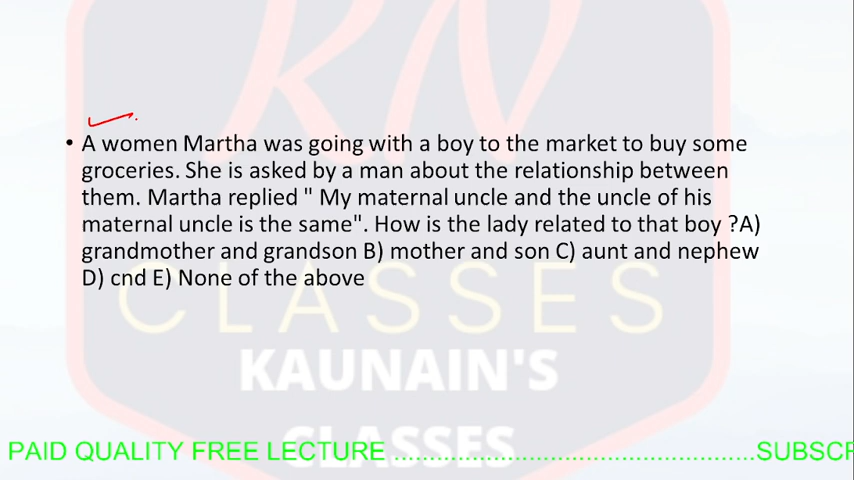 • A women Martha was going with a boy to the market to buy some
groceries. She is asked by a man about the relationship between
them. Martha replied " My maternal uncle and the uncle of his
maternal uncle is the same". How is the lady related to that boy ?A)
grandmother and grandson B) mother and son C) aunt and nephew
D) cnd E) None of the above
CLASSES
KAUNAIN'S
CLASSES
PAID QUALITY FREE LECTURE ..................................................SUBSCR